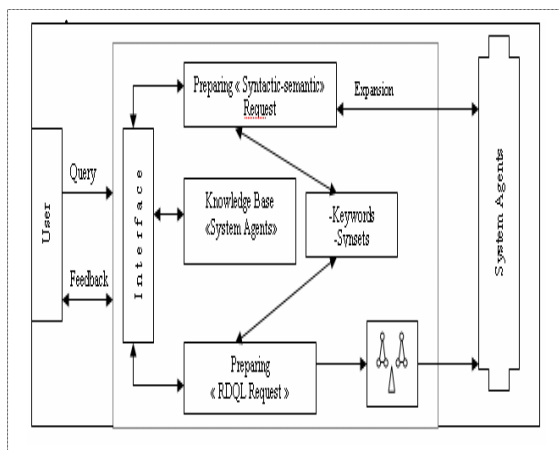 User
Query
Feedback
Interface
Preparing « Syntactic-semantic»
Request
Knowledge Base
«System Agents»
-Keywords
-Synsets
Preparing
« RDQL Request »
Expansion
System Agents